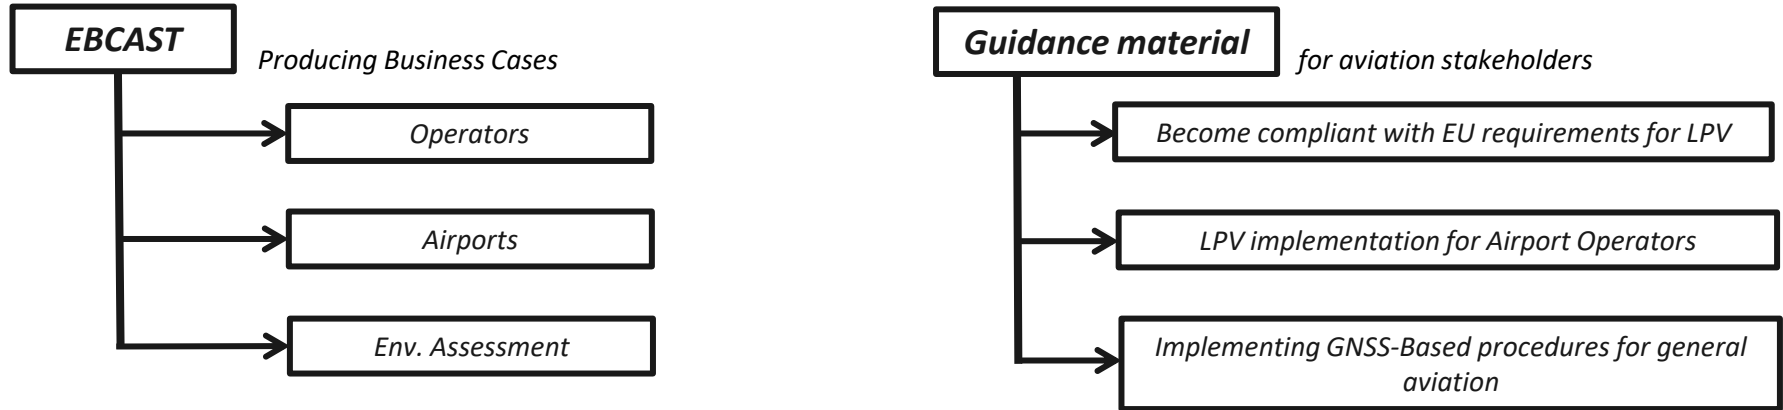 EBCAST
Producing Business Cases
Operators
Airports
Env. Assessment
Guidance material
for aviation stakeholders
Become compliant with EU requirements for LPV
LPV implementation for Airport Operators
Implementing GNSS-Based procedures for general
aviation